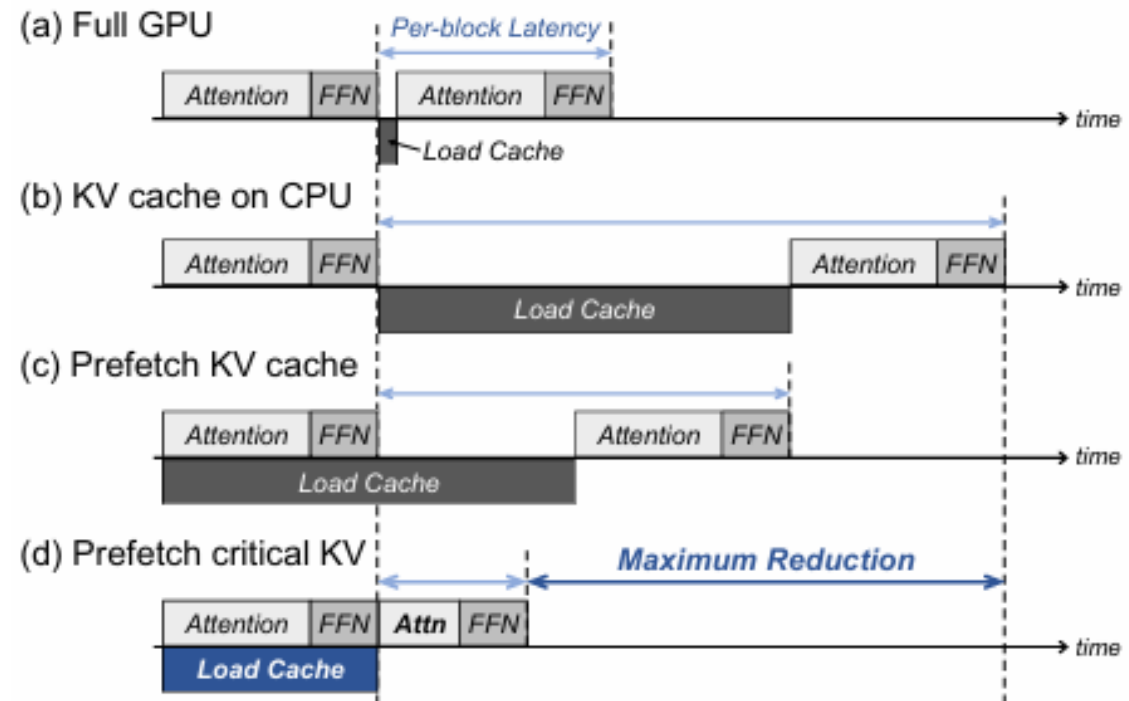 (a) Full GPU
Per-block Latency
Attention FFN Attention FFN
time
Load Cache
(b) KV cache on CPU
Attention FFN Attention FFN
time
Load Cache
(c) Prefetch KV cache
Attention FFN Attention FFN
time
Load Cache
(d) Prefetch critical KV
Maximum Reduction
Attention FFN Attn FFN
time
Load Cache